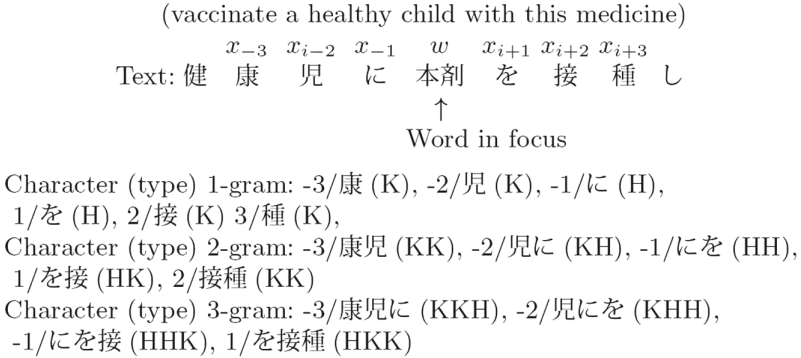 (vaccinate a healthy child with this medicine)
x₋₃ xᵢ₋₂ x₋₁ w xᵢ₊₁ xᵢ₊₂ xᵢ₊₃
Text: 健 康 児 に 本剤 を 接 種 し
↑
Word in focus
Character (type) 1-gram: -3/康 (K), -2/児 (K), -1/に (H),
1/を (H), 2/接 (K) 3/種 (K),
Character (type) 2-gram: -3/康児 (KK), -2/児に (KH), -1/にを (HH),
1/を接 (HK), 2/接種 (KK)
Character (type) 3-gram: -3/康児に (KKH), -2/児にを (KHH),
-1/にを接 (HHK), 1/を接種 (HKK)